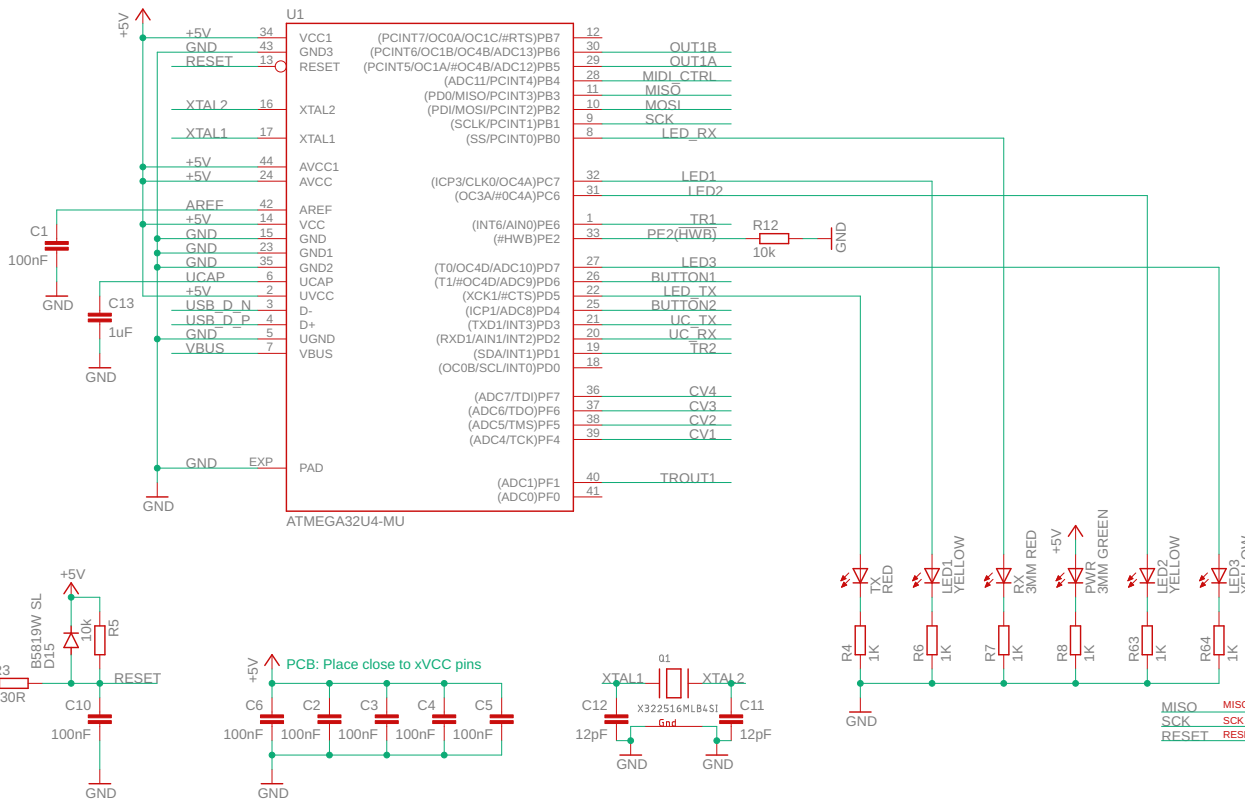 +5V
U1
+5V 34 VCC1 (PCINT7/OC0A/OC1C/#RTS)PB7 12
GND 43 GND3 (PCINT6/OC1B/OC4B/ADC13)PB6 30 OUT1B
RESET 13 RESET (PCINT5/OC1A/#OC4B/ADC12)PB5 29 OUT1A
(ADC11/PCINT4)PB4 28 MIDI_CTRL
(PD0/MISO/PCINT3)PB3 11 MISO
XTAL2 16 XTAL2 (PDI/MOSI/PCINT2)PB2 10 MOSI
(SCLK/PCINT1)PB1 9 SCK
XTAL1 17 XTAL1 (SS/PCINT0)PB0 8 LED_RX
+5V 44 AVCC1
+5V 24 AVCC (ICP3/CLK0/OC4A)PC7 32 LED1
(OC3A/#0C4A)PC6 31 LED2
AREF 42 AREF
+5V 14 VCC (INT6/AIN0)PE6 1 TR1
C1 GND 15 GND (#HWB)PE2 33 PE2(HWB) R12 GND
100nF GND 23 GND1 10k
GND 35 GND2 (T0/OC4D/ADC10)PD7 27 LED3
UCAP 6 UCAP (T1/#OC4D/ADC9)PD6 26 BUTTON1
+5V 2 UVCC (XCK1/#CTS)PD5 22 LED_TX
GND C13 USB_D_N 3 D- (ICP1/ADC8)PD4 25 BUTTON2
1uF USB_D_P 4 D+ (TXD1/INT3)PD3 21 UC_TX
GND 5 UGND (RXD1/AIN1/INT2)PD2 20 UC_RX
VBUS 7 VBUS (SDA/INT1)PD1 19 TR2
(OC0B/SCL/INT0)PD0 18
GND
(ADC7/TDI)PF7 36 CV4
(ADC6/TDO)PF6 37 CV3
(ADC5/TMS)PF5 38 CV2
(ADC4/TCK)PF4 39 CV1
GND EXP PAD
(ADC1)PF1 40 TROUT1
(ADC0)PF0 41
GND
ATMEGA32U4-MU
+5V
TX
RED
LED1
YELLOW
RX
3MM RED
PWR
3MM GREEN
LED2
YELLOW
LED3
YELLOW
R4 1K
R6 1K
R7 1K
R8 1K
R63 1K
R64 1K
GND
+5V
B5819W SL
D15
10k
R5
30R
RESET
C10
100nF
GND
+5V
PCB: Place close to xVCC pins
C6 C2 C3 C4 C5
100nF 100nF 100nF 100nF 100nF
GND
Q1
XTAL1 XTAL2
X322516MLB4SI
C12 Gnd C11
12pF 12pF
GND GND
MISO
SCK SCK
RESET